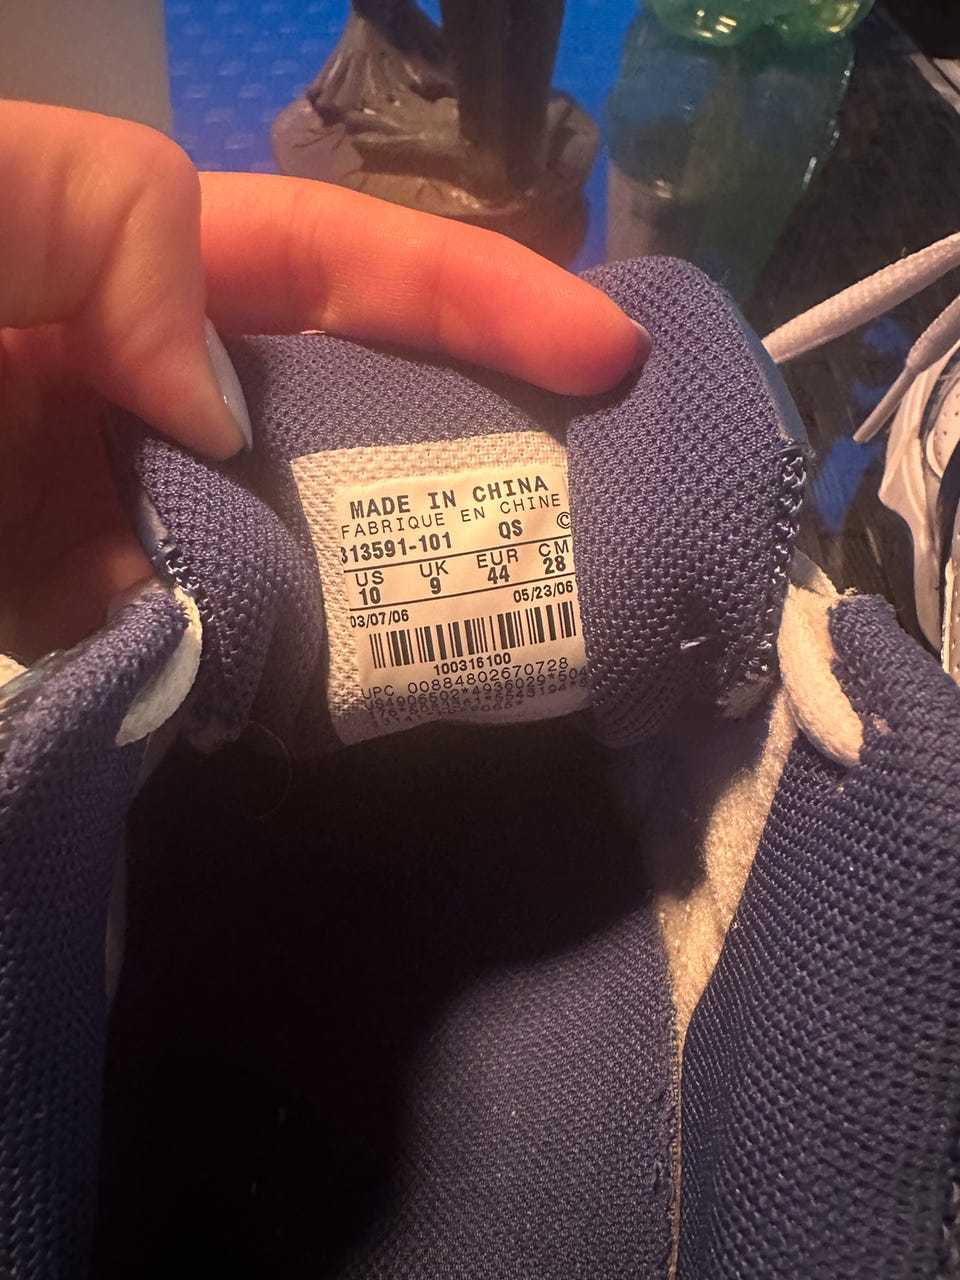 MADE IN CHINA
FABRIQUE EN CHINE
313591-101 QS ©
US UK EUR CM
10 9 44 28
03/07/06 05/23/06
100316100
UPC 00884802670728